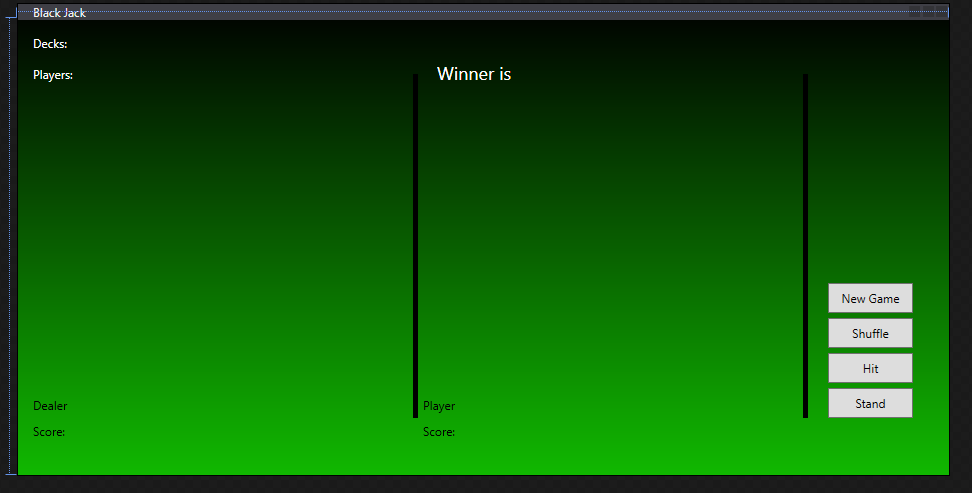 Black Jack
Decks:
Players:
Winner is
New Game
Shuffle
Hit
Stand
Dealer
Player
Score:
Score: